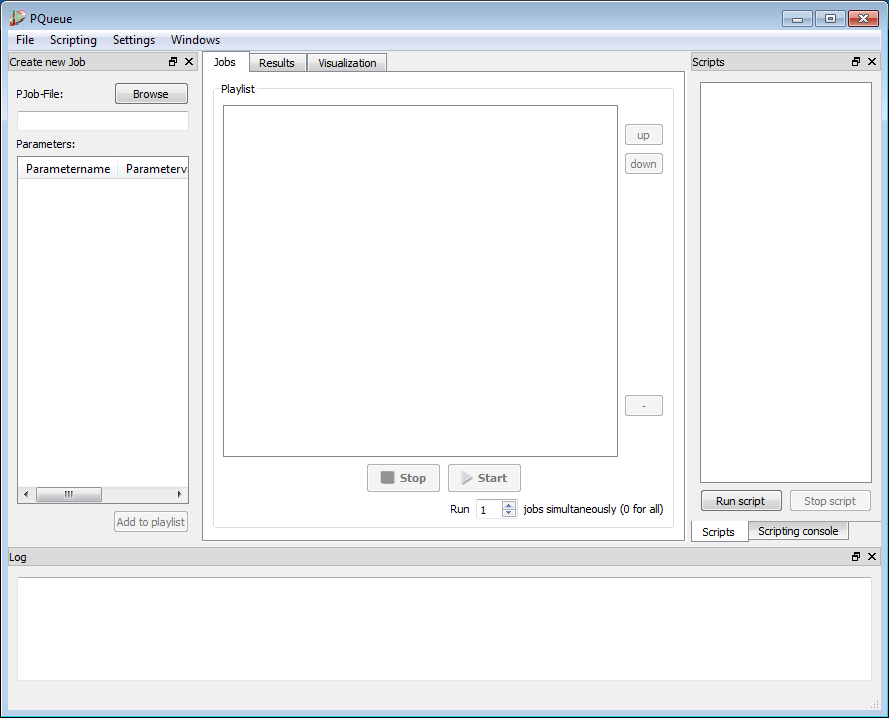 PQueue
File Scripting Settings Windows
Create new Job
PJob-File:
Browse
Parameters:
Parametername Parameterv
Add to playlist
Jobs Results Visualization
Playlist
up
down
-
Stop Start
Run 1 jobs simultaneously (0 for all)
Scripts
Run script Stop script
Scripts Scripting console
Log